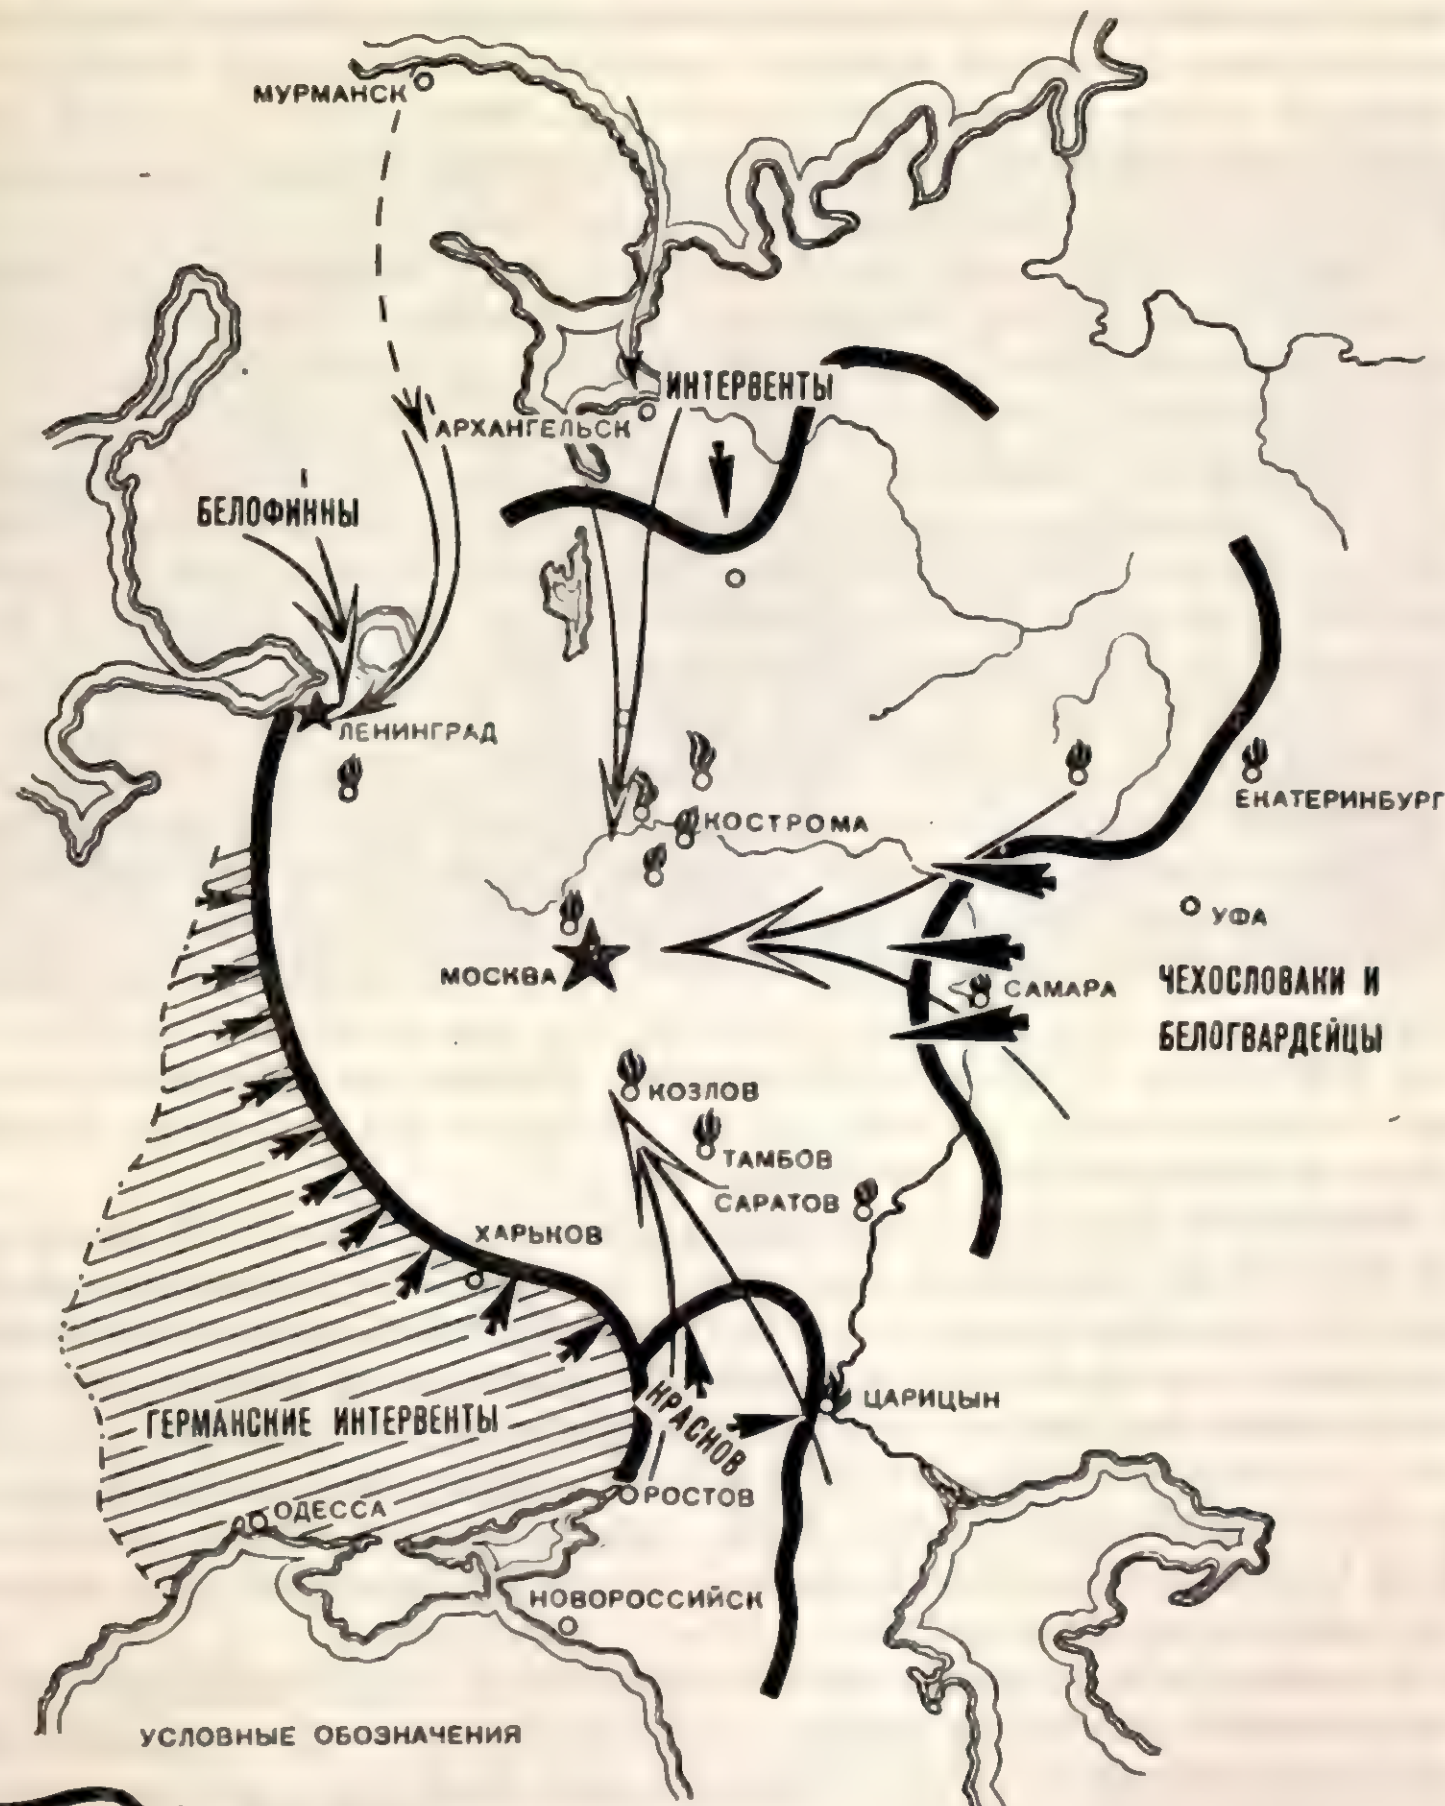 МУРМАНСК
ИНТЕРВЕНТЫ
АРХАНГЕЛЬСК
БЕЛОФИННЫ
ЛЕНИНГРАД
ЕКАТЕРИНБУРГ
КОСТРОМА
УФА
МОСКВА
САМАРА
ЧЕХОСЛОВАКИ И
БЕЛОГВАРДЕЙЦЫ
КОЗЛОВ
ТАМБОВ
САРАТОВ
ХАРЬКОВ
ЦАРИЦЫН
ГЕРМАНСКИЕ ИНТЕРВЕНТЫ
КРАСНОВ
РОСТОВ
ОДЕССА
НОВОРОССИЙСК
УСЛОВНЫЕ ОБОЗНАЧЕНИЯ